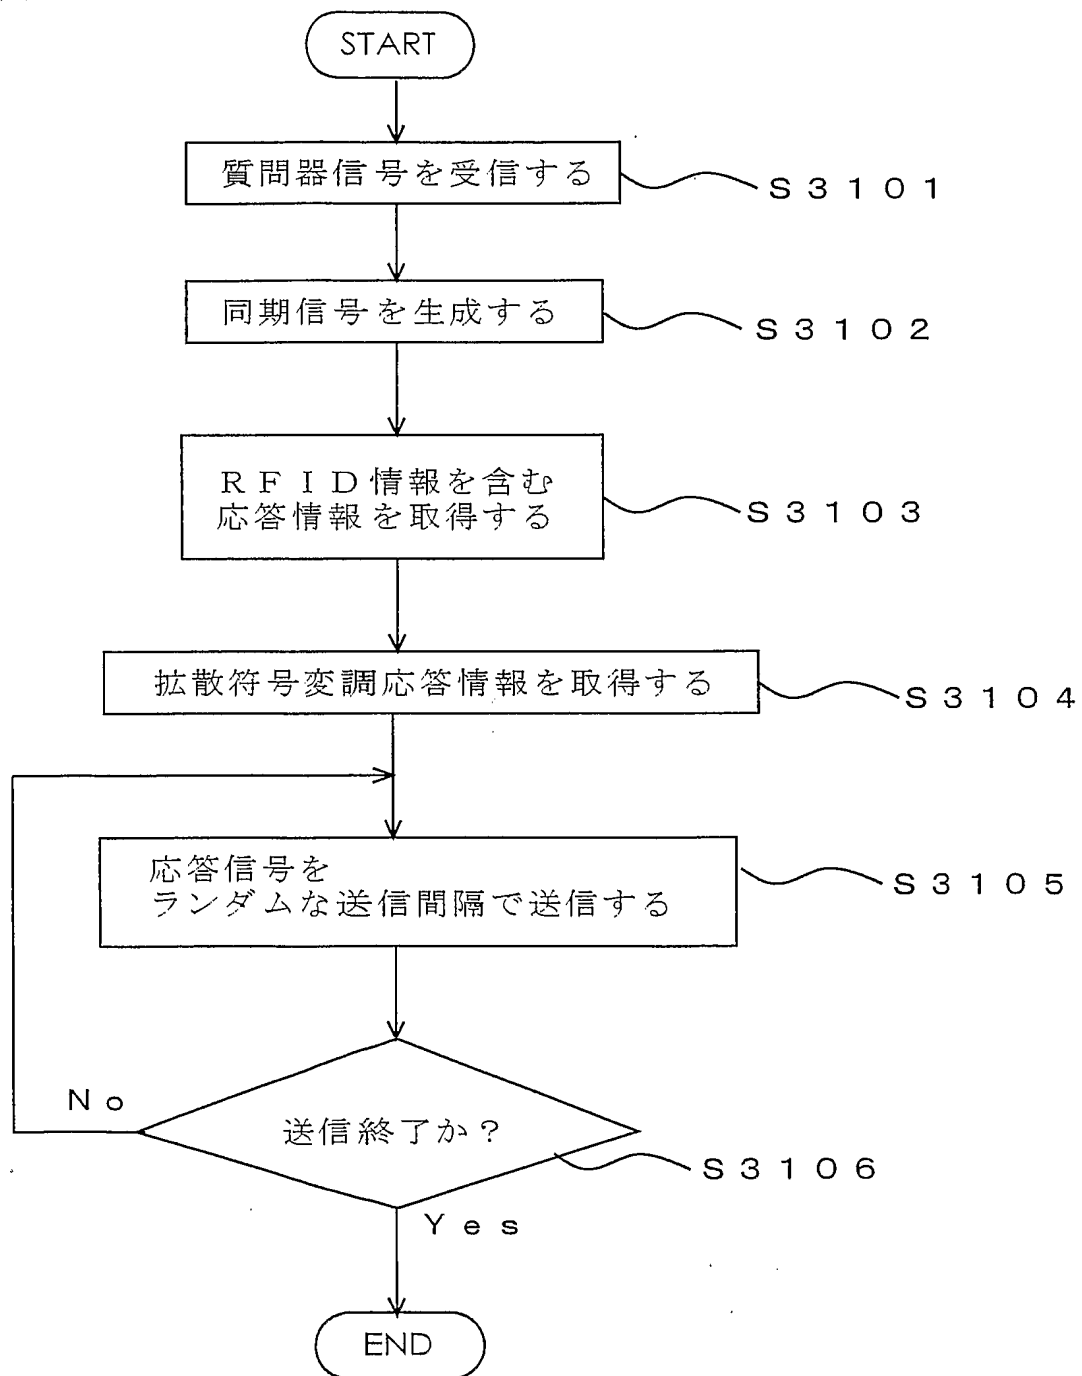 START
質問器信号を受信する
S3101
同期信号を生成する
S3102
RFID情報を含む
応答情報を取得する
S3103
拡散符号変調応答情報を取得する
S3104
応答信号を
ランダムな送信間隔で送信する
S3105
No
送信終了か?
S3106
Yes
END